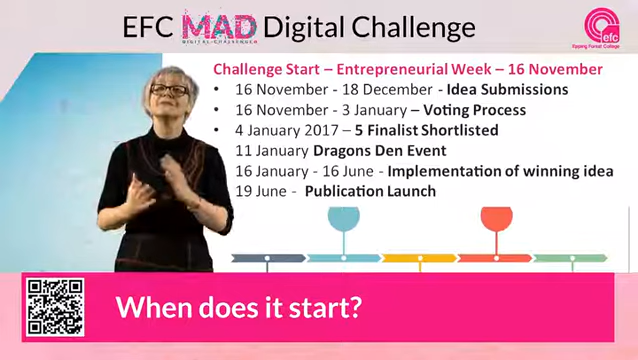 EFC MAD Digital Challenge
DIGITAL CHALLENGER
efc
Epping Forest College
Challenge Start – Entrepreneurial Week – 16 November
• 16 November - 18 December - Idea Submissions
• 16 November - 3 January – Voting Process
• 4 January 2017 – 5 Finalist Shortlisted
11 January Dragons Den Event
16 January - 16 June - Implementation of winning idea
19 June - Publication Launch
When does it start?